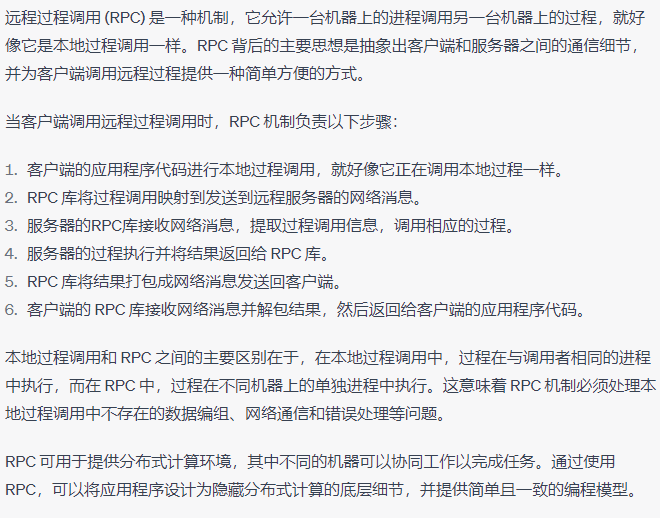 远程过程调用 (RPC) 是一种机制，它允许一台机器上的进程调用另一台机器上的过程，就好
像它是本地过程调用一样。RPC 背后的主要思想是抽象出客户端和服务器之间的通信细节，
并为客户端调用远程过程提供一种简单方便的方式。
当客户端调用远程过程调用时，RPC 机制负责以下步骤：
1. 客户端的应用程序代码进行本地过程调用，就好像它正在调用本地过程一样。
2. RPC 库将过程调用映射到发送到远程服务器的网络消息。
3. 服务器的RPC库接收网络消息，提取过程调用信息，调用相应的过程。
4. 服务器的过程执行并将结果返回给 RPC 库。
5. RPC 库将结果打包成网络消息发送回客户端。
6. 客户端的 RPC 库接收网络消息并解包结果，然后返回给客户端的应用程序代码。
本地过程调用和 RPC 之间的主要区别在于，在本地过程调用中，过程在与调用者相同的进程
中执行，而在 RPC 中，过程在不同机器上的单独进程中执行。这意味着 RPC 机制必须处理本
地过程调用中不存在的数据编组、网络通信和错误处理等问题。
RPC 可用于提供分布式计算环境，其中不同的机器可以协同工作以完成任务。通过使用
RPC，可以将应用程序设计为隐藏分布式计算的底层细节，并提供简单且一致的编程模型。